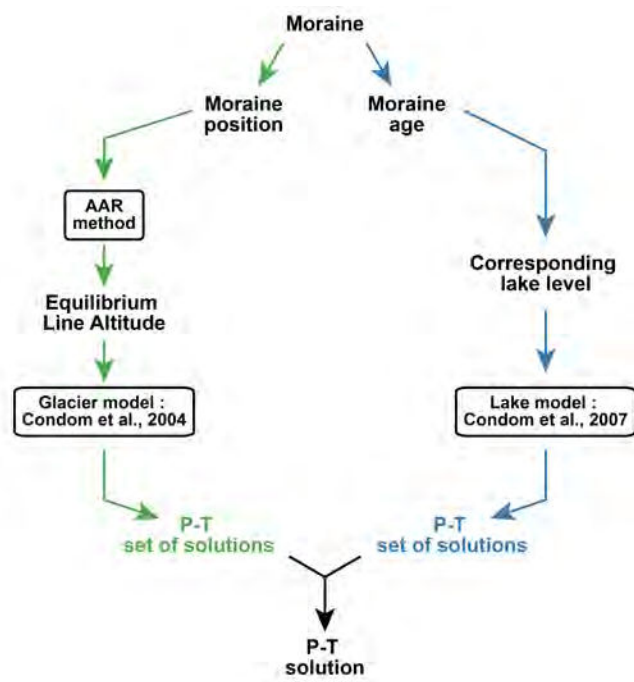 Moraine
Moraine
position
Moraine
age
AAR
method
Corresponding
lake level
Equilibrium
Line Altitude
Glacier model :
Condom et al., 2004
Lake model :
Condom et al., 2007
P-T
set of solutions
P-T
set of solutions
P-T
solution